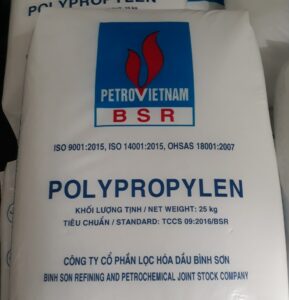 POLYPROPYLEN
PETROVIETNAM
BSR
ISO 9001:2015, ISO 14001:2015, OHSAS 18001:2007
POLYPROPYLEN
KHỐI LƯỢNG TỊNH / NET WEIGHT: 25 kg
TIÊU CHUẨN / STANDARD: TCCS 09:2016/BSR
CÔNG TY CỔ PHẦN LỌC HÓA DẦU BÌNH SƠN
BINH SON REFINING AND PETROCHEMICAL JOINT STOCK COMPANY